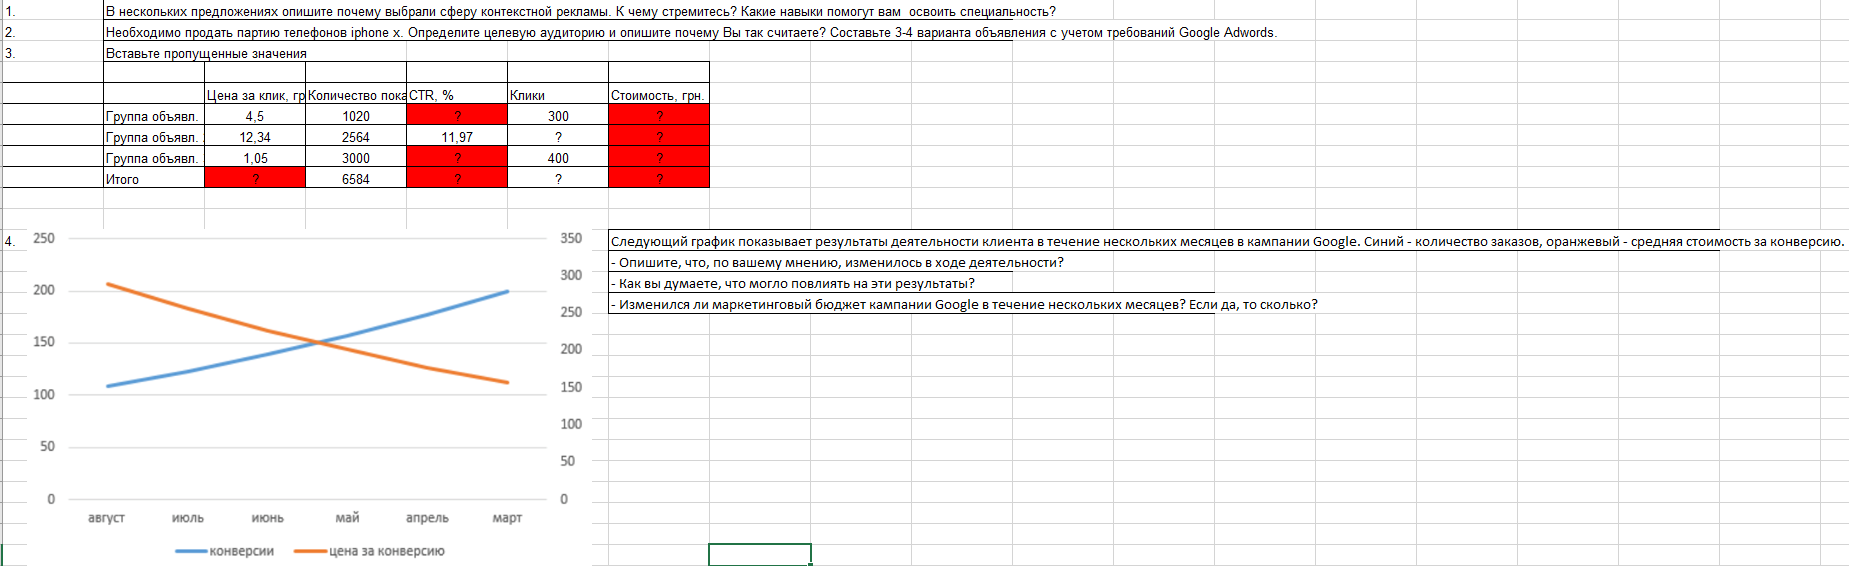 1. В нескольких предложениях опишите почему выбрали сферу контекстной рекламы. К чему стремитесь? Какие навыки помогут вам освоить специальность?
2. Необходимо продать партию телефонов iphone x. Определите целевую аудиторию и опишите почему Вы так считаете? Составьте 3-4 варианта объявления с учетом требований Google Adwords.
3. Вставьте пропущенные значения
Цена за клик, гр Количество пока CTR, % Клики Стоимость, грн.
Группа объявл. 4,5 1020 ? 300 ?
Группа объявл. 12,34 2564 11,97 ? ?
Группа объявл. 1,05 3000 ? 400 ?
Итого ? 6584 ? ? ?
4. Следующий график показывает результаты деятельности клиента в течение нескольких месяцев в кампании Google. Синий - количество заказов, оранжевый - средняя стоимость за конверсию.
- Опишите, что, по вашему мнению, изменилось в ходе деятельности?
- Как вы думаете, что могло повлиять на эти результаты?
- Изменился ли маркетинговый бюджет кампании Google в течение нескольких месяцев? Если да, то сколько?
250
200
150
100
50
0
350
300
250
200
150
100
50
0
август июль июнь май апрель март
конверсии цена за конверсию